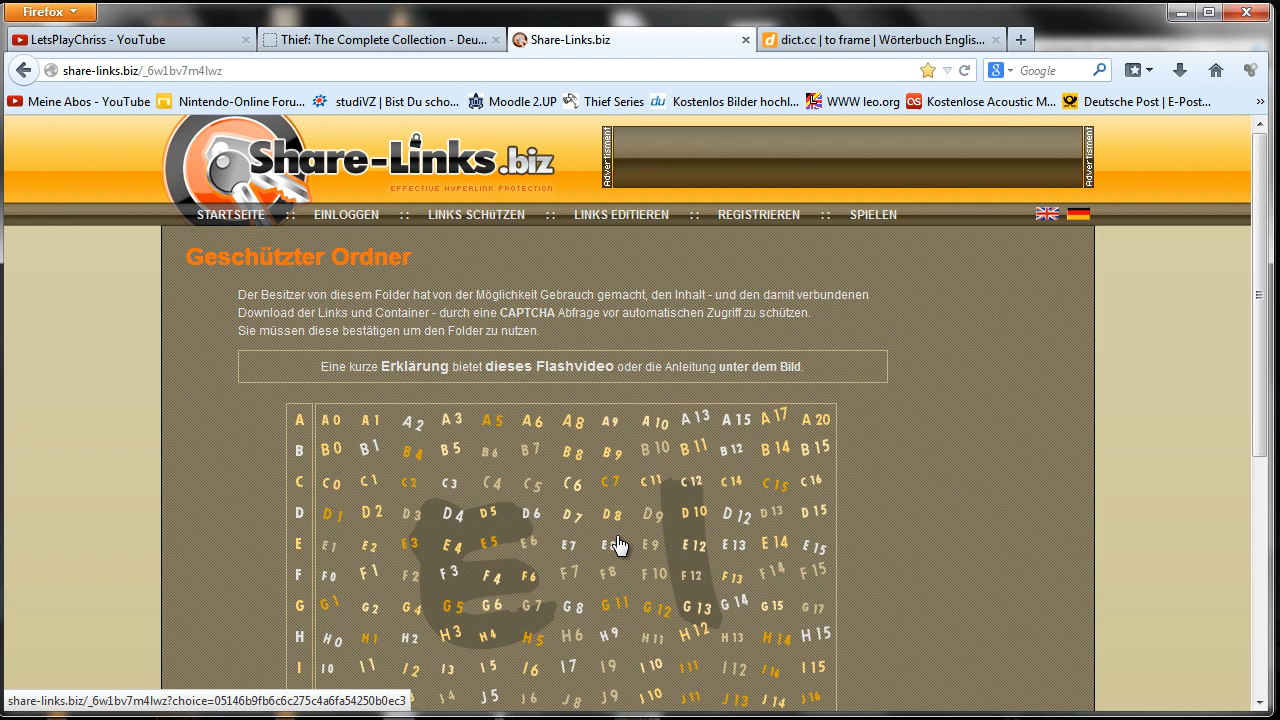 Firefox
LetsPlayChriss - YouTube
Thief: The Complete Collection - Deu...
Share-Links.biz
dict.cc | to frame | Wörterbuch Englis...
share-links.biz/_6w1bv7m4lwz
Google
Meine Abos - YouTube
Nintendo-Online Foru...
studiVZ | Bist Du scho...
Moodle 2.UP
Thief Series
Kostenlos Bilder hochl...
WWW leo.org
Kostenlose Acoustic M...
Deutsche Post | E-Post...
Share-Links.biz
EFFECTIVE HYPERLINK PROTECTION
Advertisment
Advertisment
STARTSEITE :: EINLOGGEN :: LINKS SCHüTZEN :: LINKS EDITIEREN :: REGISTRIEREN :: SPIELEN
Geschützter Ordner
Der Besitzer von diesem Folder hat von der Möglichkeit Gebrauch gemacht, den Inhalt - und den damit verbundenen
Download der Links und Container - durch eine CAPTCHA Abfrage vor automatischen Zugriff zu schützen.
Sie müssen diese bestätigen um den Folder zu nutzen.
Eine kurze Erklärung bietet dieses Flashvideo oder die Anleitung unter dem Bild.
A A0 A1 A2 A3 A5 A6 A8 A9 A10 A13 A15 A17 A20
B B0 B1 B4 B5 B6 B7 B8 B9 B10 B11 B12 B14 B15
C C0 C1 C2 C3 C4 C5 C6 C7 C11 C12 C14 C15 C16
D D1 D2 D3 D4 D5 D6 D7 D8 D9 D10 D12 D13 D15
E E1 E2 E3 E4 E5 E6 E7 E9 E12 E13 E14 E15
F F0 F1 F2 F3 F4 F6 F7 F8 F10 F12 F13 F14 F15
G G1 G2 G4 G5 G6 G7 G8 G11 G12 G13 G14 G15 G17
H H0 H1 H2 H3 H4 H5 H6 H9 H11 H12 H13 H14 H15
I I0 I1 I2 I3 I5 I6 I7 I9 I10 I11 I12 I14 I15
J4 J5 J6 J8 J9 J10 J11 J13 J14 J16
share-links.biz/_6w1bv7m4lwz?choice=05146b9fb6c6c275c4a6fa54250b0ec3